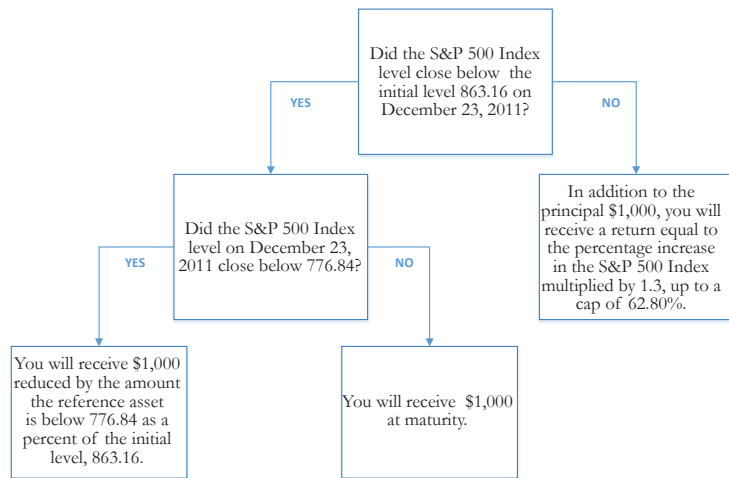 Did the S&P 500 Index
level close below the
initial level 863.16 on
December 23, 2011?
YES
NO
Did the S&P 500 Index
level on December 23,
2011 close below 776.84?
In addition to the
principal $1,000, you will
receive a return equal to
the percentage increase
in the S&P 500 Index
multiplied by 1.3, up to a
cap of 62.80%.
YES
NO
You will receive $1,000
reduced by the amount
the reference asset
is below 776.84 as a
percent of the initial
level, 863.16.
You will receive $1,000
at maturity.